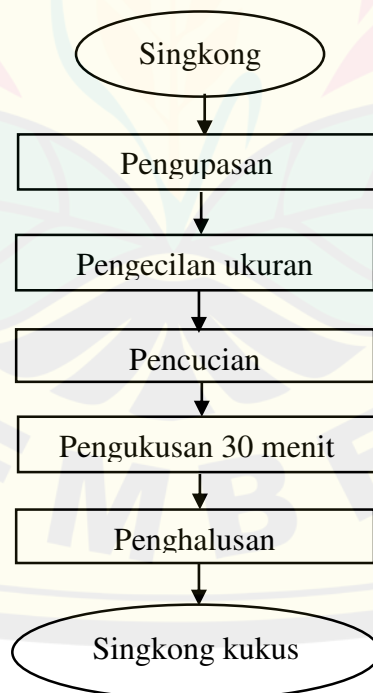 Singkong
Pengupasan
Pengecilan ukuran
Pencucian
Pengukusan 30 menit
Penghalusan
Singkong kukus